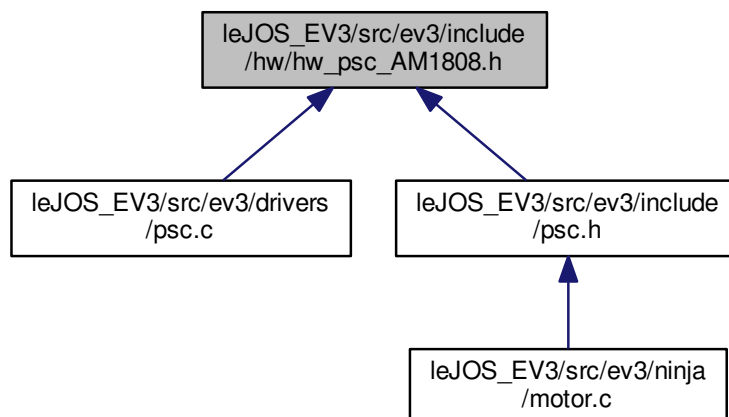 leJOS_EV3/src/ev3/include
/hw/hw_psc_AM1808.h
leJOS_EV3/src/ev3/drivers
/psc.c
leJOS_EV3/src/ev3/include
/psc.h
leJOS_EV3/src/ev3/ninja
/motor.c